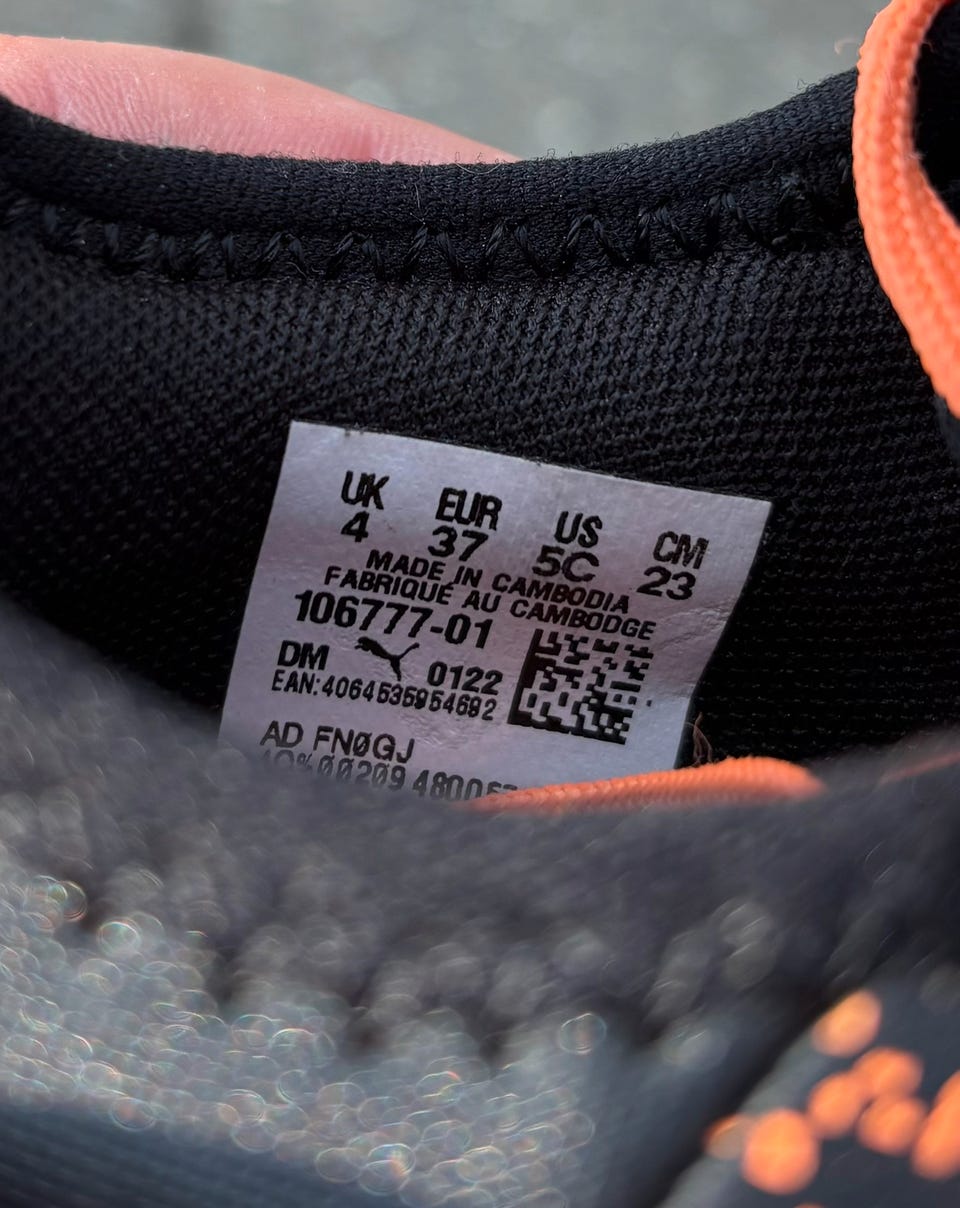 UK EUR US CM
4 37 5C 23
MADE IN CAMBODIA
FABRIQUÉ AU CAMBODGE
106777-01
DM 0122
EAN:4064535954692
AD FNØGJ